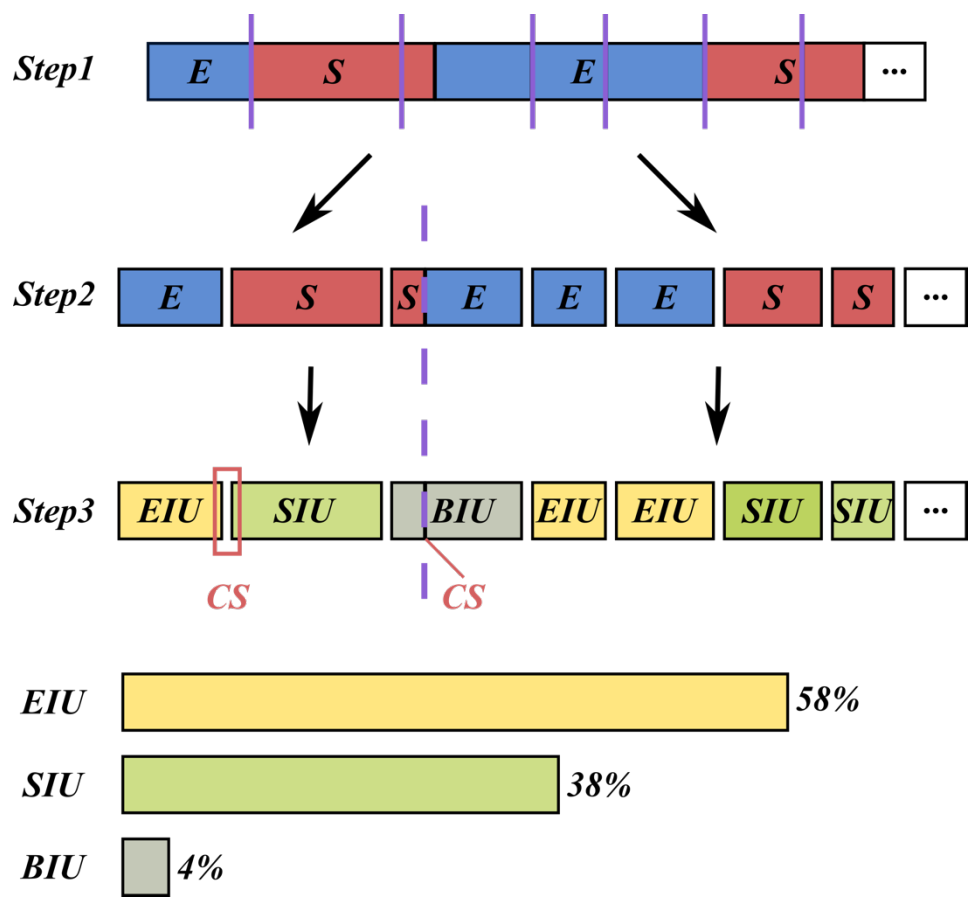 Step1 E S E S ...
Step2 E S S E E E S S ...
Step3 EIU SIU BIU EIU EIU SIU SIU ...
CS CS
EIU 58%
SIU 38%
BIU 4%